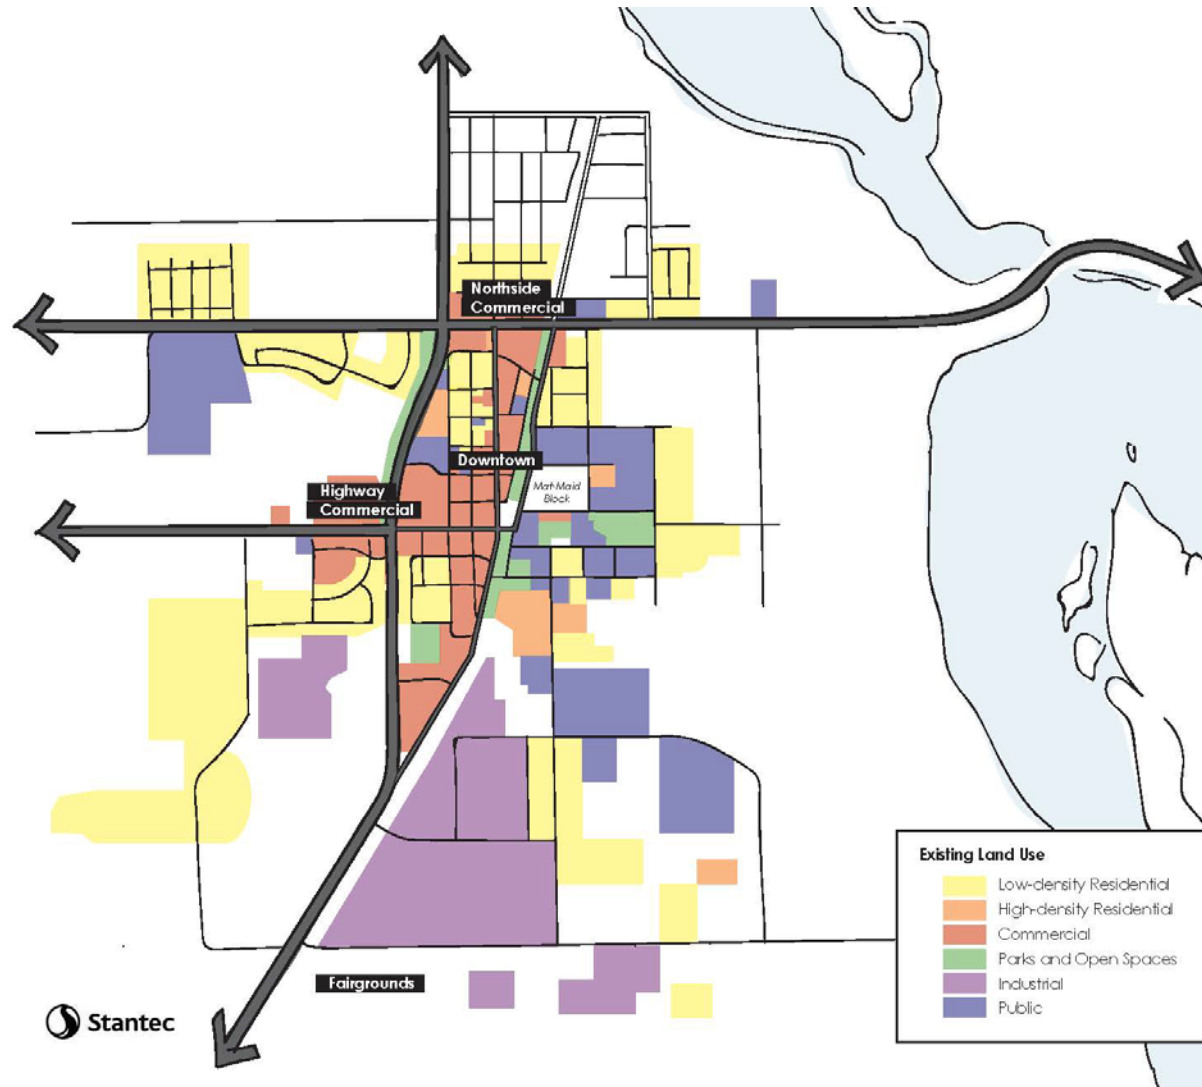 Northside
Commercial
Downtown
Highway
Commercial
Mat-Maid
Block
Existing Land Use
Low-density Residential
High-density Residential
Commercial
Parks and Open Spaces
Industrial
Public
Fairgrounds
Stantec